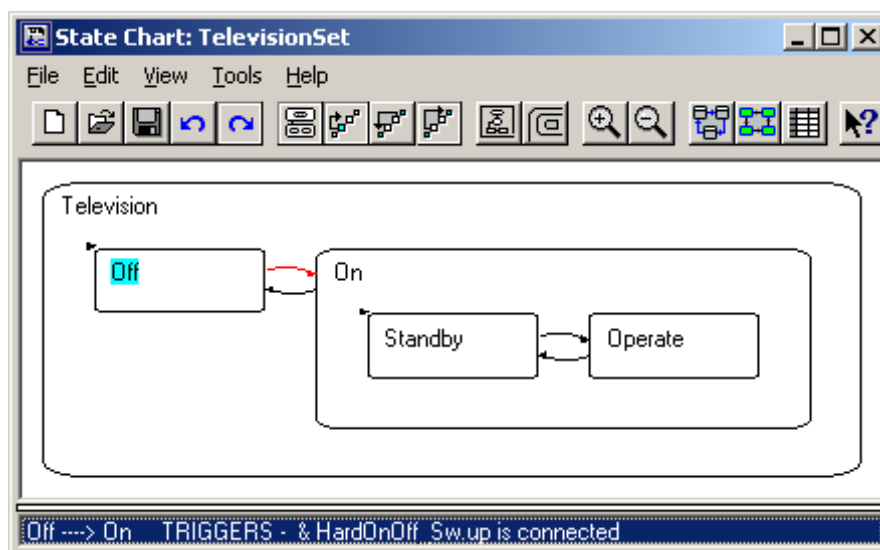 State Chart: TelevisionSet
File Edit View Tools Help
Television
Off
On
Standby
Operate
Off ----> On TRIGGERS - & HardOnOff_Sw.up is connected